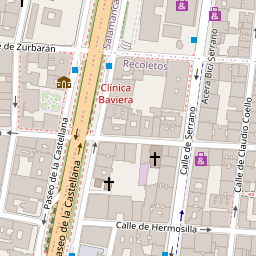 Salamanca
de Zurbarán
Recoletos
Clínica
Baviera
Acera Bici Serrano
Calle de Serrano
Calle de Claudio Coello
Paseo de la Castellana
Paseo de la Castellana
Calle de Hermosilla